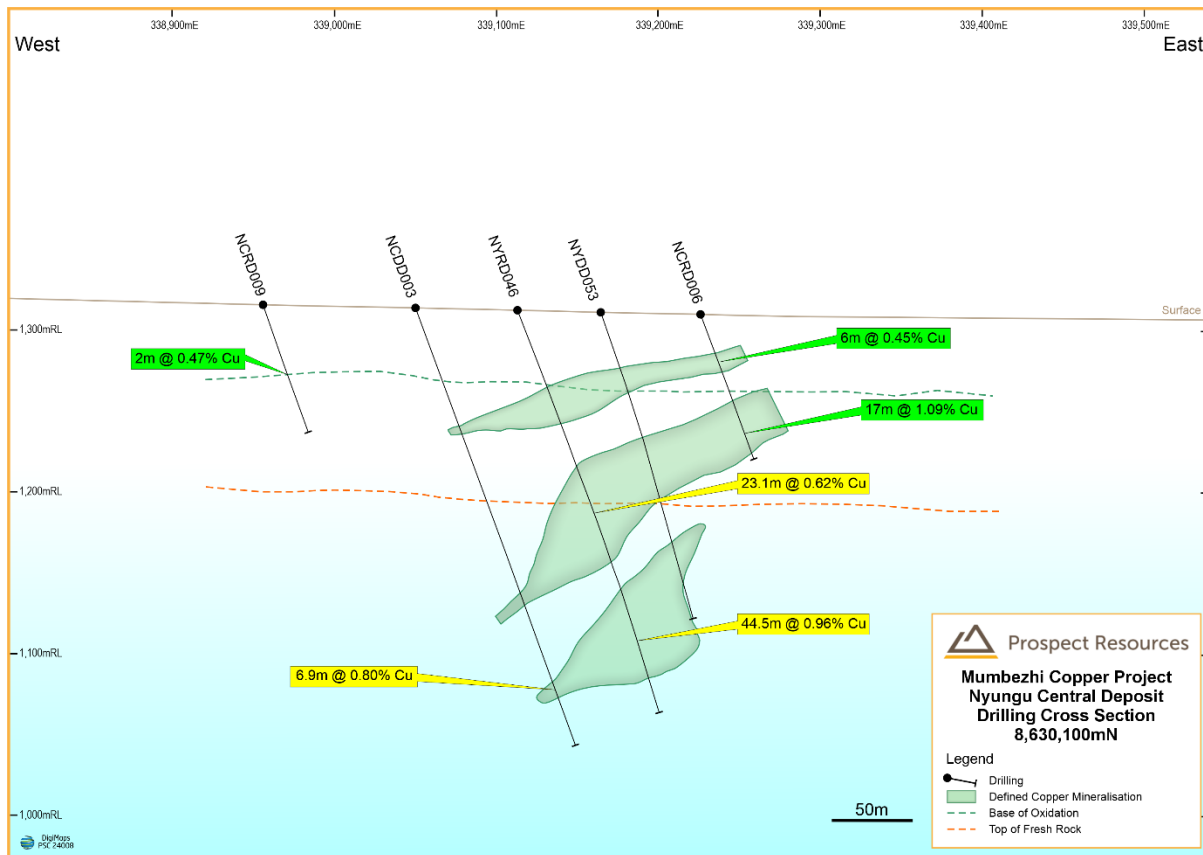 338,900mE
339,000mE
339,100mE
339,200mE
339,300mE
339,400mE
339,500mE
West
East
NCRD009
NCDD003
NYRD046
NYDD053
NCRD006
Surface
1,300mRL
6m @ 0.45% Cu
2m @ 0.47% Cu
17m @ 1.09% Cu
23.1m @ 0.62% Cu
1,200mRL
44.5m @ 0.96% Cu
6.9m @ 0.80% Cu
1,100mRL
1,000mRL
50m
Prospect Resources
Mumbezhi Copper Project
Nyungu Central Deposit
Drilling Cross Section
8,630,100mN
Legend
Drilling
Defined Copper Mineralisation
Base of Oxidation
Top of Fresh Rock
DigiMaps
PSC 24008